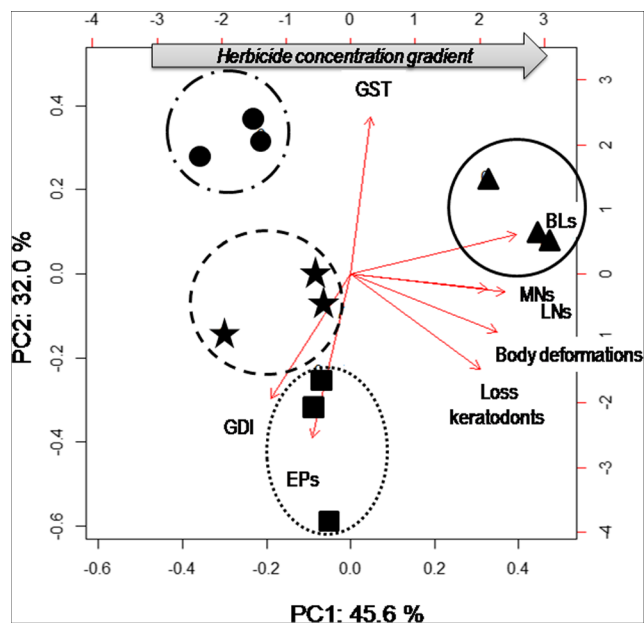 -4 -3 -2 -1 0 1 2 3
Herbicide concentration gradient
GST
BLs
MNs
LNs
Body deformations
Loss
keratodonts
GDI
EPs
0.4
0.2
0.0
-0.2
-0.4
-0.6
3
2
1
0
1
-2
-3
-4
PC2: 32.0 %
-0.6 -0.4 -0.2 0.0 0.2 0.4
PC1: 45.6 %